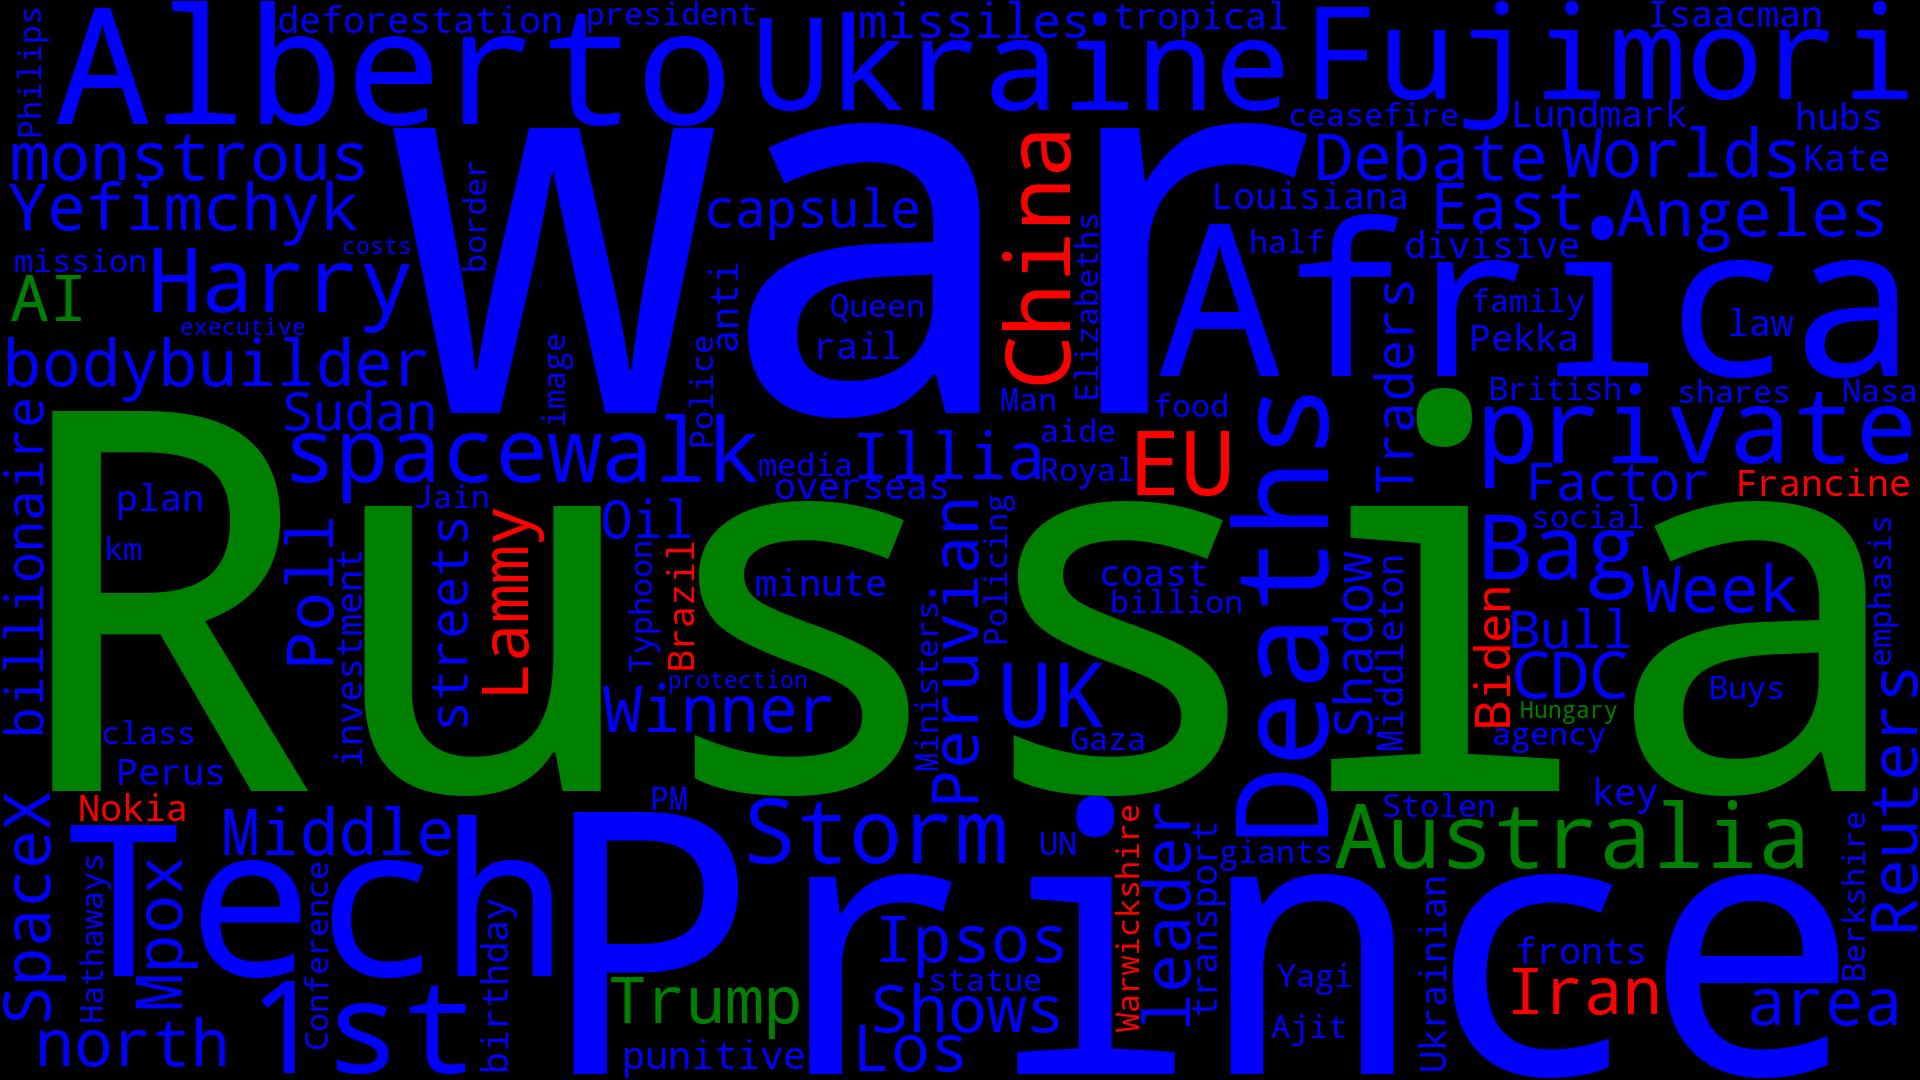 Philips
Alberto
deforestation
president
Ukraine
missiles
tropical
Fujimori
Isaacman
ceasefire
Lundmark
hubs
monstrous
war
China
Debate
Worlds
Kate
Yefimchyk
border
capsule
Louisiana
East
Angeles
mission
costs
Harry
Elizabeths
half
divisive
Africa
AI
executive
anti
Queen
rail
Traders
family
Pekka
law
bodybuilder
image
Police
Man
food
British
shares
Nasa
billionaire
Sudan
spacewalk
media
Illia
aide
Royal
EU
Deaths
private
overseas
Factor
Francine
Russia
plan
km
Poll
Jain
streets
Lammy
Oil
Typhoon
Brazil
minute
Peruvian
Policing
coast
billion
Shadow
Middleton
social
Bag
Week
emphasis
investment
Biden
Bull
CDC
Buys
Hungary
agency
protection
Winner
Ministers
UK
Gaza
class
Perus
Nokia
PM
Storm
UN
Stolen
key
Reuters
SpaceX
Tech
Middle
Warwickshire
leader
transport
giants
Australia
Hathaways
Mpox
Conference
birthday
Prince
Ipsos
statue
Shows
Yagi
Ajit
Ukrainian
fronts
Iran
Berkshire
area
north
1st
Trump
punitive
Los